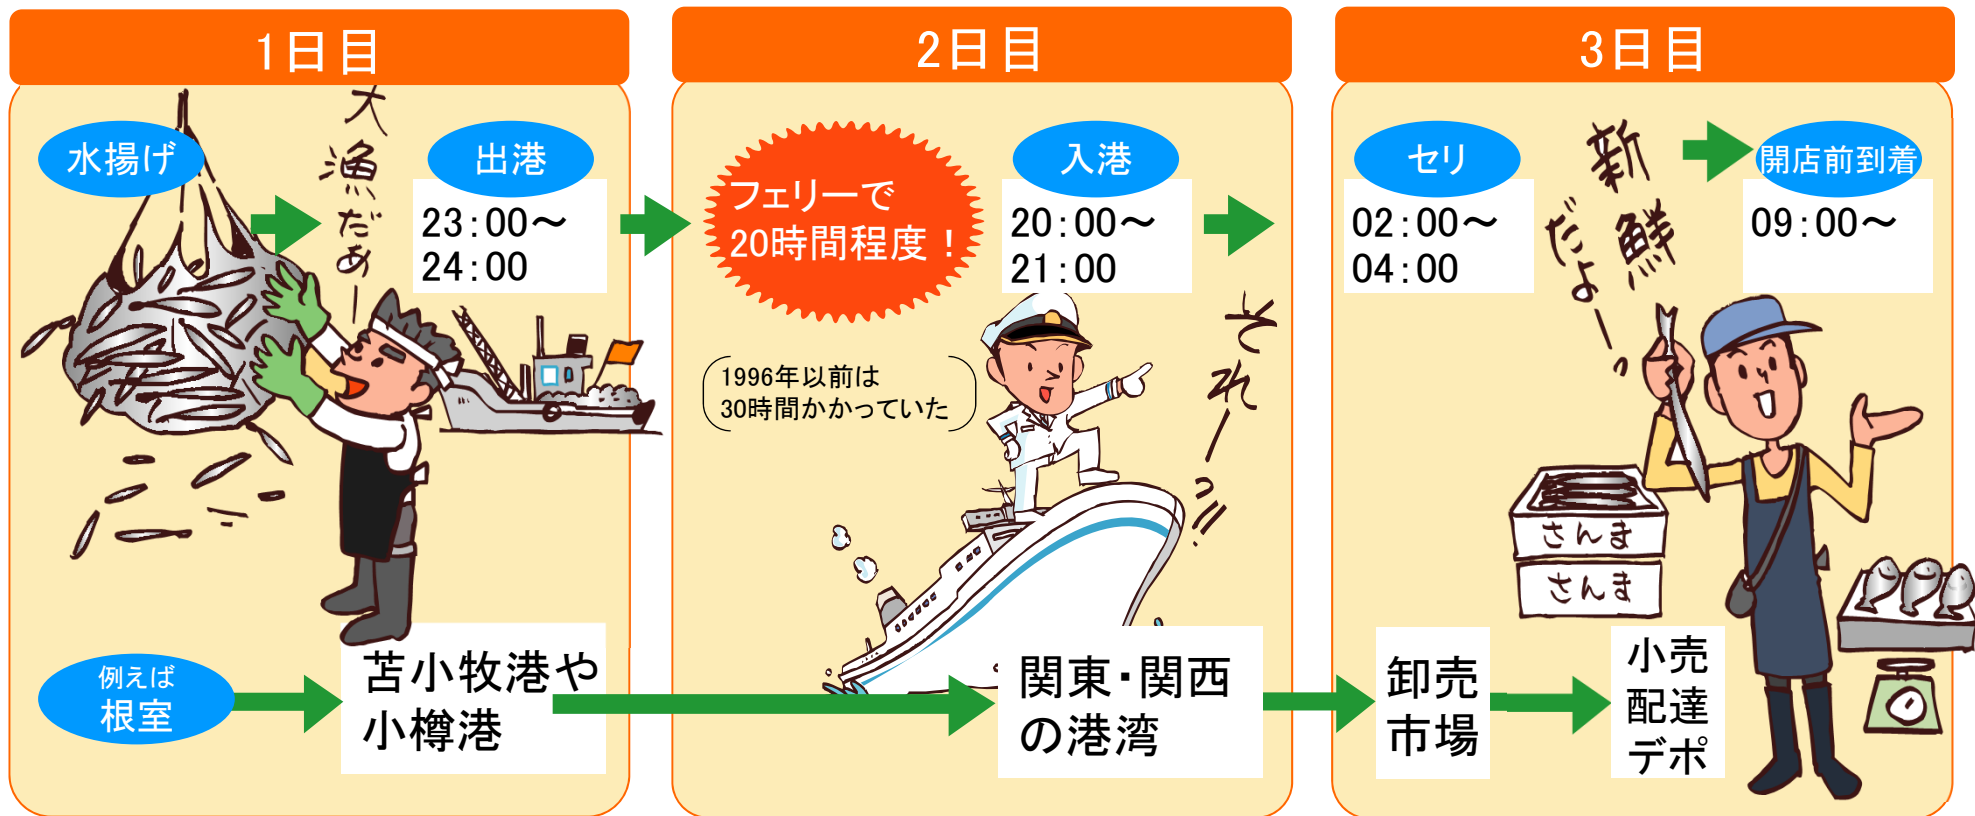 1日目
水揚げ
大漁だぁー
出港
23:00～
24:00
例えば
根室
苫小牧港や
小樽港
2日目
フェリーで
20時間程度！
入港
20:00～
21:00
1996年以前は
30時間かかっていた
それーっ!!
関東・関西
の港湾
3日目
セリ
02:00～
04:00
新鮮
だよーっ
開店前到着
09:00～
さんま
さんま
卸売
市場
小売
配達
デポ